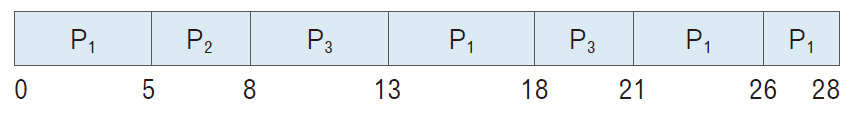 P₁ P₂ P₃ P₁ P₃ P₁ P₁
0 5 8 13 18 21 26 28